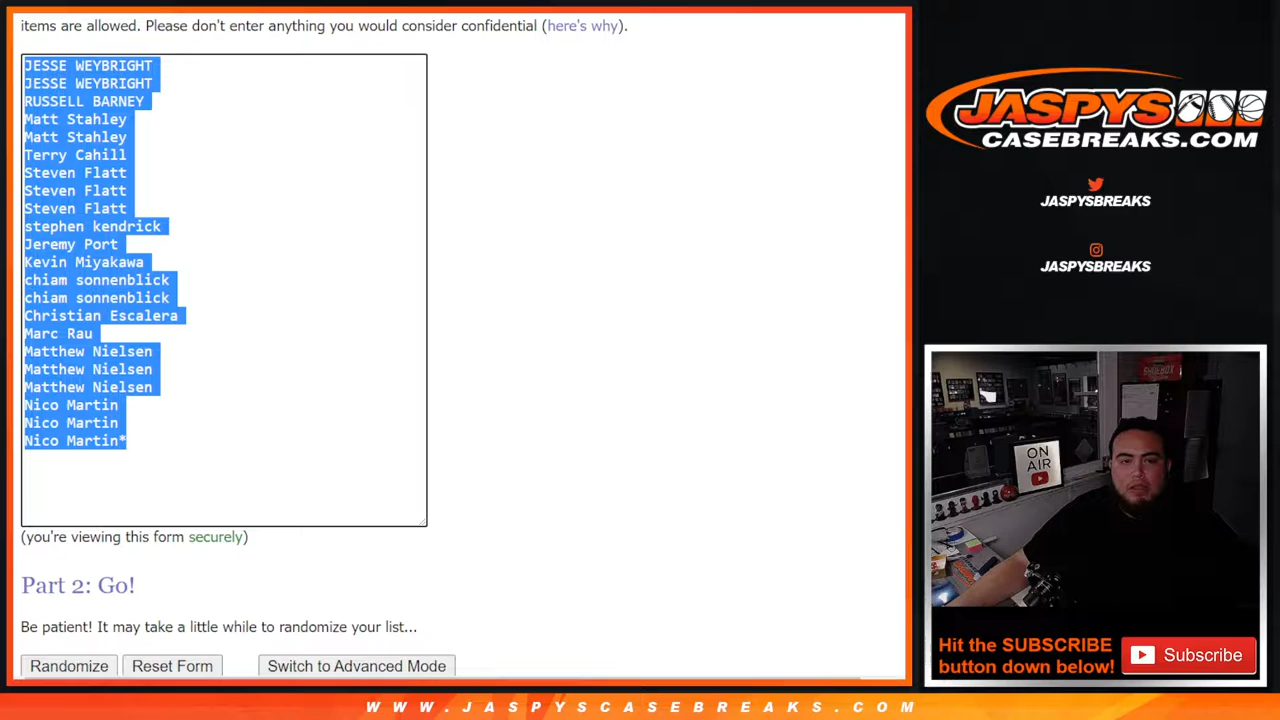 items are allowed. Please don't enter anything you would consider confidential (here's why).
JESSE WEYBRIGHT
JESSE WEYBRIGHT
RUSSELL BARNEY
Matt Stahley
Matt Stahley
Terry Cahill
Steven Flatt
Steven Flatt
Steven Flatt
stephen kendrick
Jeremy Port
Kevin Miyakawa
chiam sonnenblick
chiam sonnenblick
Christian Escalera
Marc Rau
Matthew Nielsen
Matthew Nielsen
Matthew Nielsen
Nico Martin
Nico Martin
Nico Martin*
(you're viewing this form securely)
Part 2: Go!
Be patient! It may take a little while to randomize your list...
Randomize Reset Form Switch to Advanced Mode
JASPYS
CASEBREAKS.COM
JASPYSBREAKS
JASPYSBREAKS
SHOEBOX
ON
AIR
Hit the SUBSCRIBE
button down below!
Subscribe
WWW.JASPYSCASEBREAKS.COM